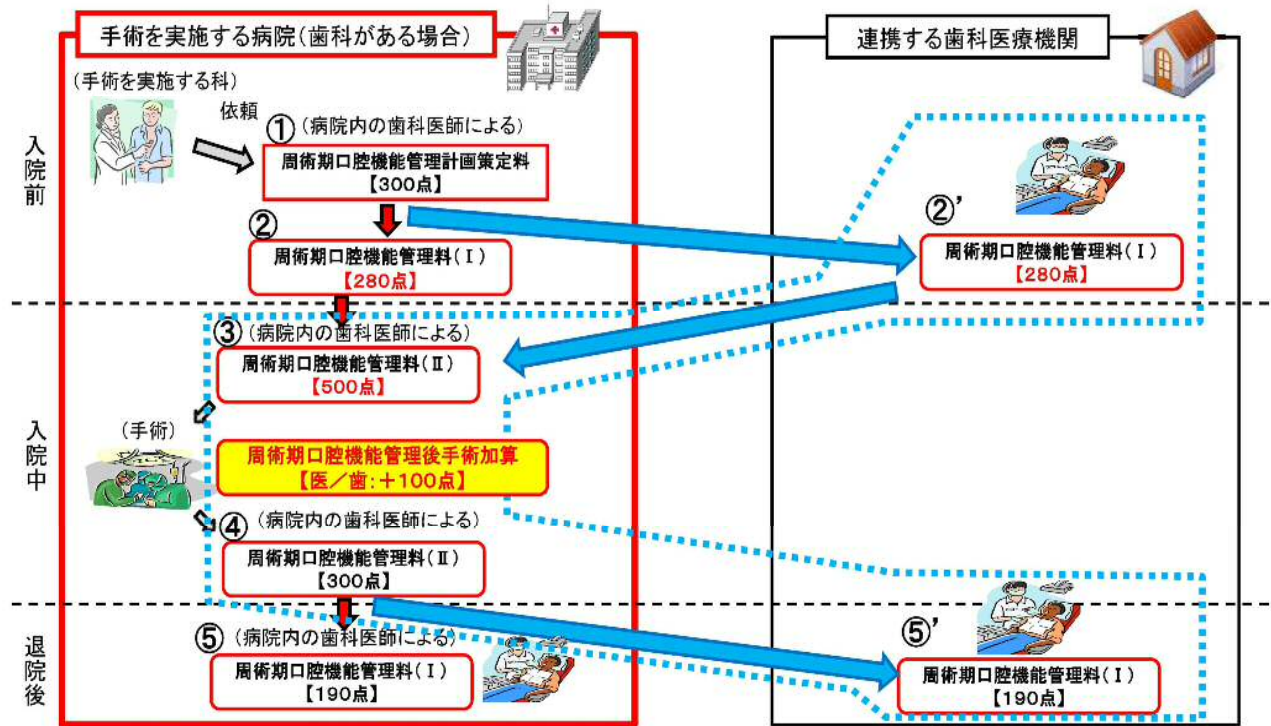 手術を実施する病院(歯科がある場合)
連携する歯科医療機関
(手術を実施する科)
依頼
入院前
① (病院内の歯科医師による)
周術期口腔機能管理計画策定料
【300点】
②
周術期口腔機能管理料(Ⅰ)
【280点】
②'
周術期口腔機能管理料(Ⅰ)
【280点】
入院中
③ (病院内の歯科医師による)
周術期口腔機能管理料(Ⅱ)
【500点】
(手術)
周術期口腔機能管理後手術加算
【医/歯:+100点】
④ (病院内の歯科医師による)
周術期口腔機能管理料(Ⅱ)
【300点】
退院後
⑤ (病院内の歯科医師による)
周術期口腔機能管理料(Ⅰ)
【190点】
⑤'
周術期口腔機能管理料(Ⅰ)
【190点】